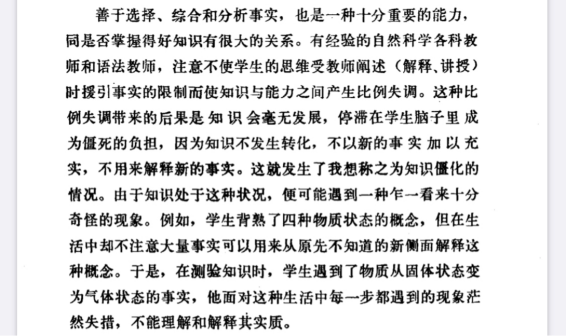 善于选择、综合和分析事实，也是一种十分重要的能力，
同是否掌握得好知识有很大的关系。有经验的自然科学各科教
师和语法教师，注意不使学生的思维受教师阐述（解释、讲授）
时援引事实的限制而使知识与能力之间产生比例失调。这种比
例失调带来的后果是知识会毫无发展，停滞在学生脑子里成
为僵死的负担，因为知识不发生转化，不以新的事实加以充
实，不用来解释新的事实。这就发生了我想称之为知识僵化的
情况。由于知识处于这种状况，便可能遇到一种乍一看来十分
奇怪的现象。例如，学生背熟了四种物质状态的概念，但在生
活中却不注意大量事实可以用来从原先不知道的新侧面解释这
种概念。于是，在测验知识时，学生遇到了物质从固体状态变
为气体状态的事实，他面对这种生活中每一步都遇到的现象茫
然失措，不能理解和解释其实质。